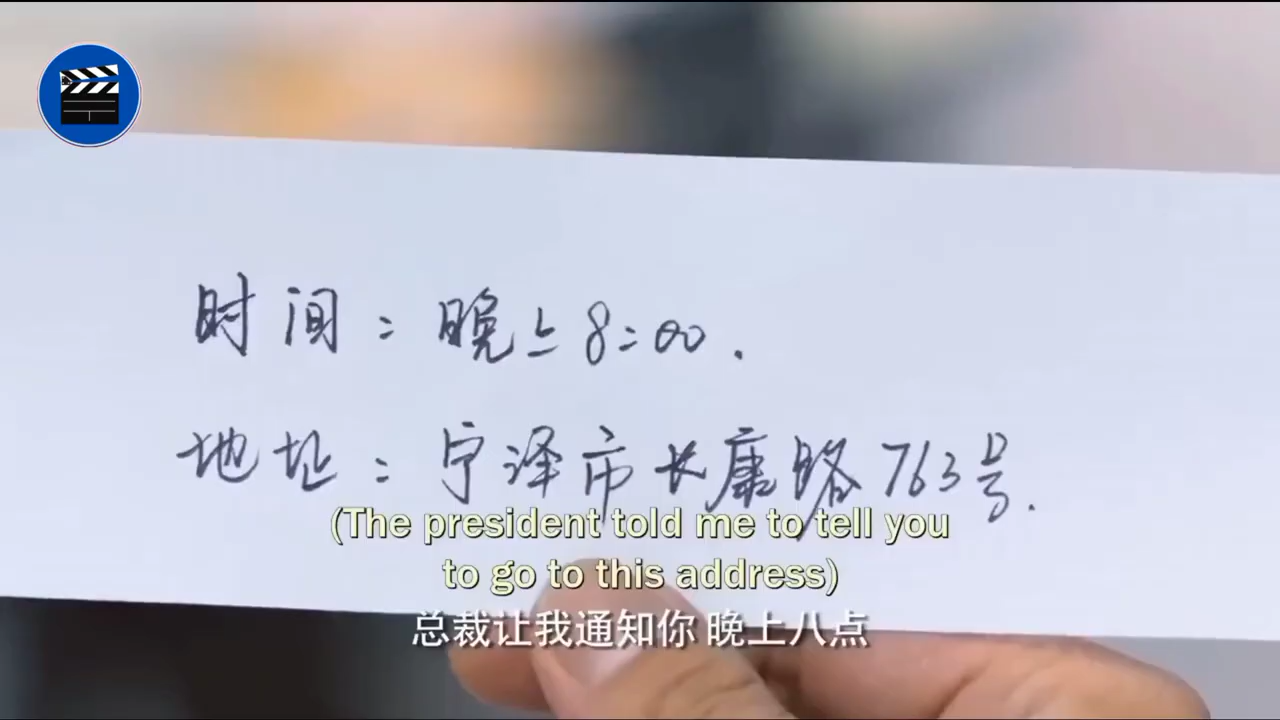 时间：晚上8:00.
地址：宁泽市长康路763号.
(The president told me to tell you
to go to this address)
总裁让我通知你 晚上八点